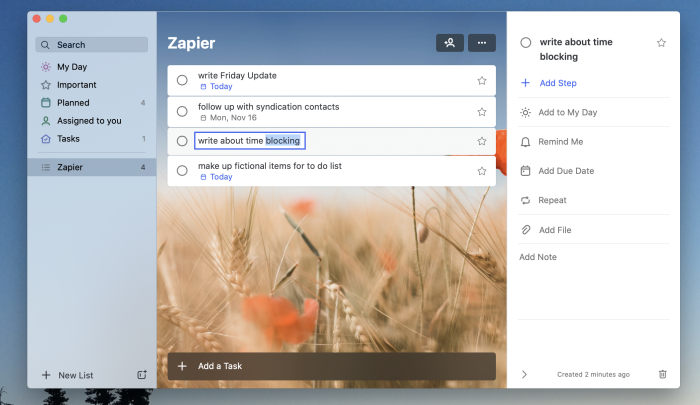 Search
My Day
Important
Planned 4
Assigned to you
Tasks 1
Zapier 4
New List
Zapier
write Friday Update
Today
follow up with syndication contacts
Mon, Nov 16
write about time blocking
make up fictional items for to do list
Today
Add a Task
write about time
blocking
Add Step
Add to My Day
Remind Me
Add Due Date
Repeat
Add File
Add Note
Created 2 minutes ago